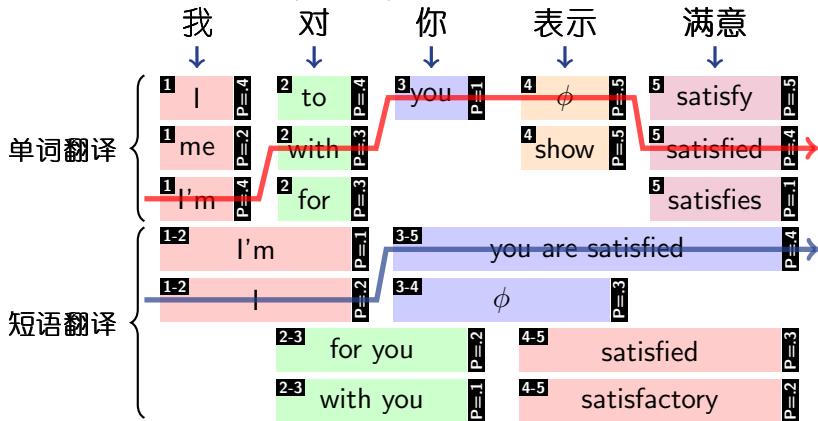 我 对 你 表示 满意
1 I P=.4 2 to P=.4 3 you P=1 4 ϕ P=.5 5 satisfy P=.5
单词翻译
1 me P=.2 2 with P=.3 4 show P=.5 5 satisfied P=.4
1 I'm P=.4 2 for P=.3 5 satisfies P=.1
1-2 I'm P=.1 3-5 you are satisfied P=.4
1-2 I P=.2 3-4 ϕ P=.3
短语翻译
2-3 for you P=.2 4-5 satisfied P=.3
2-3 with you P=.1 4-5 satisfactory P=.2